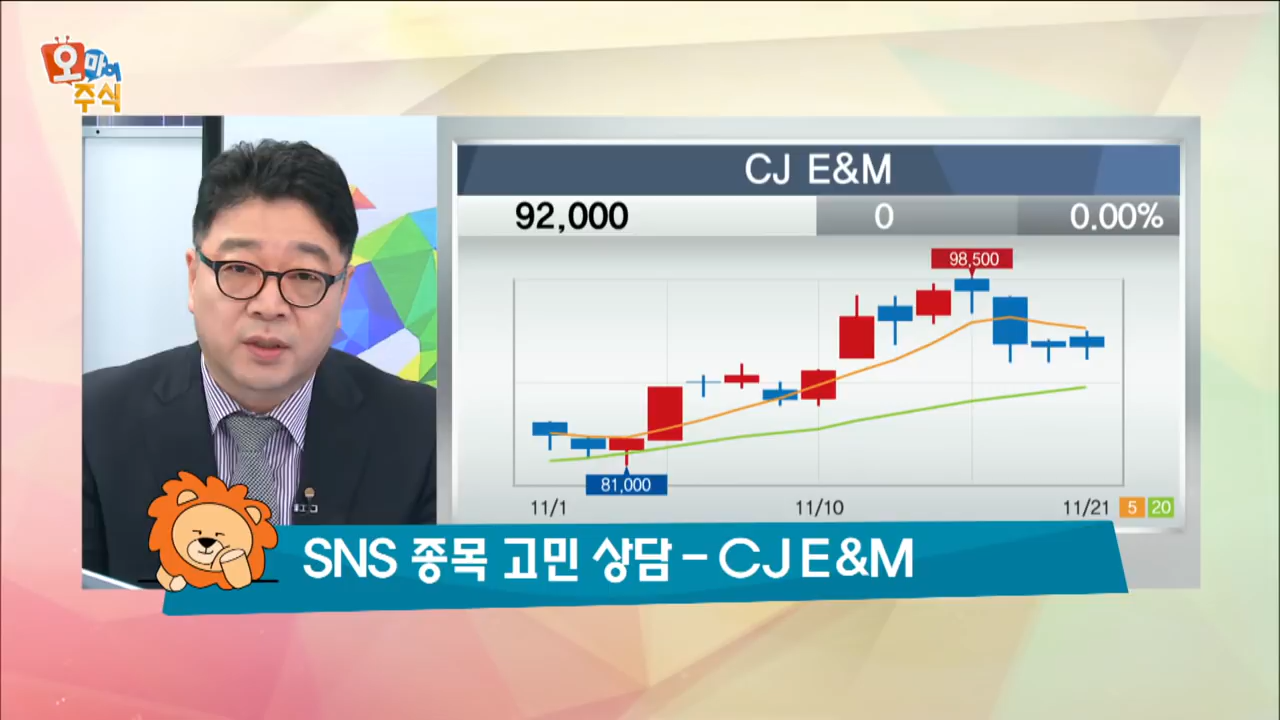 오마이
주식
CJ E&M
92,000 0 0.00%
98,500
81,000
11/1 11/10 11/21 5 20
SNS 종목 고민 상담 - CJ E&M